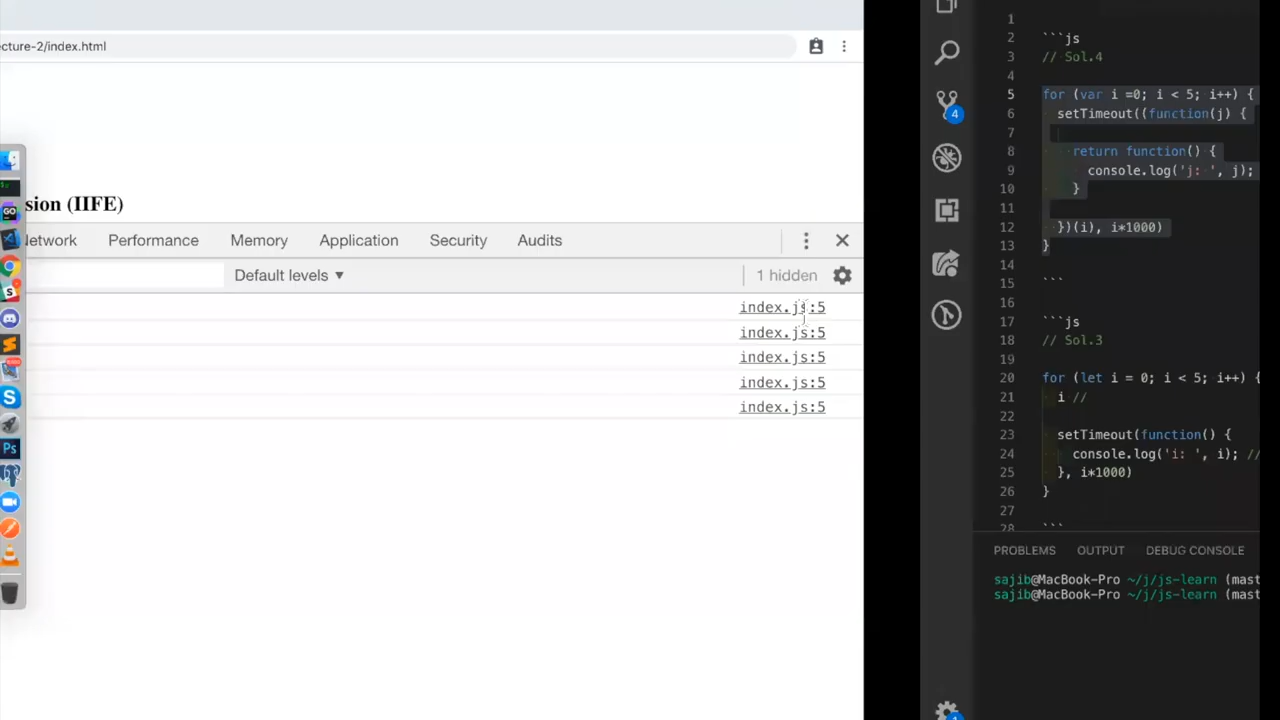 cture-2/index.html
sion (IIFE)
Network Performance Memory Application Security Audits
Default levels ▼ 1 hidden
index.js:5
index.js:5
index.js:5
index.js:5
index.js:5
GO
S
Ps
4
1
2 ```js
3 // Sol.4
4
5 for (var i =0; i < 5; i++) {
6 setTimeout((function(j) {
7
8 return function() {
9 console.log('j: ', j);
10 }
11
12 })(i), i*1000)
13 }
14
15 ```
16
17 ```js
18 // Sol.3
19
20 for (let i = 0; i < 5; i++) {
21 i //
22
23 setTimeout(function() {
24 console.log('i: ', i); //
25 }, i*1000)
26 }
27
28 ```
PROBLEMS OUTPUT DEBUG CONSOLE
sajib@MacBook-Pro ~/j/js-learn (mast
sajib@MacBook-Pro ~/j/js-learn (mast
1